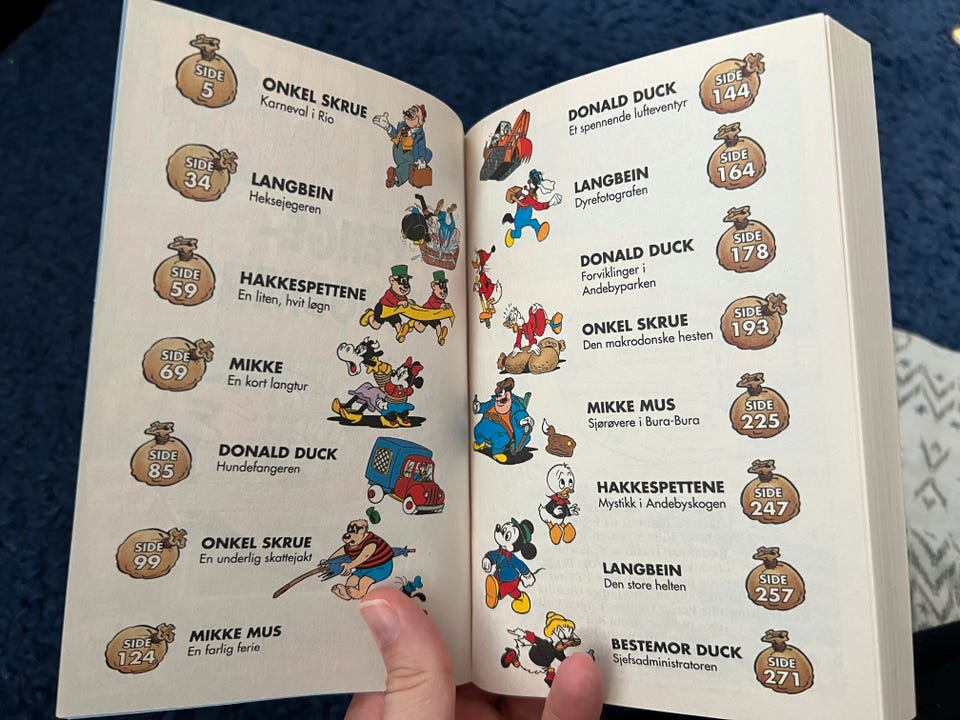 SIDE
5
ONKEL SKRUE
Karneval i Rio
SIDE
34
LANGBEIN
Heksejegeren
SIDE
59
HAKKESPETTENE
En liten, hvit løgn
SIDE
69
MIKKE
En kort langtur
SIDE
85
DONALD DUCK
Hundefangeren
SIDE
99
ONKEL SKRUE
En underlig skattejakt
SIDE
124
MIKKE MUS
En farlig ferie
DONALD DUCK
Et spennende lufteventyr
SIDE
144
LANGBEIN
Dyrefotografen
SIDE
164
DONALD DUCK
Forviklinger i
Andebyparken
SIDE
178
ONKEL SKRUE
Den makrodonske hesten
SIDE
193
MIKKE MUS
Sjørøvere i Bura-Bura
SIDE
225
HAKKESPETTENE
Mystikk i Andebyskogen
SIDE
247
LANGBEIN
Den store helten
SIDE
257
BESTEMOR DUCK
Sjefsadministratoren
SIDE
271